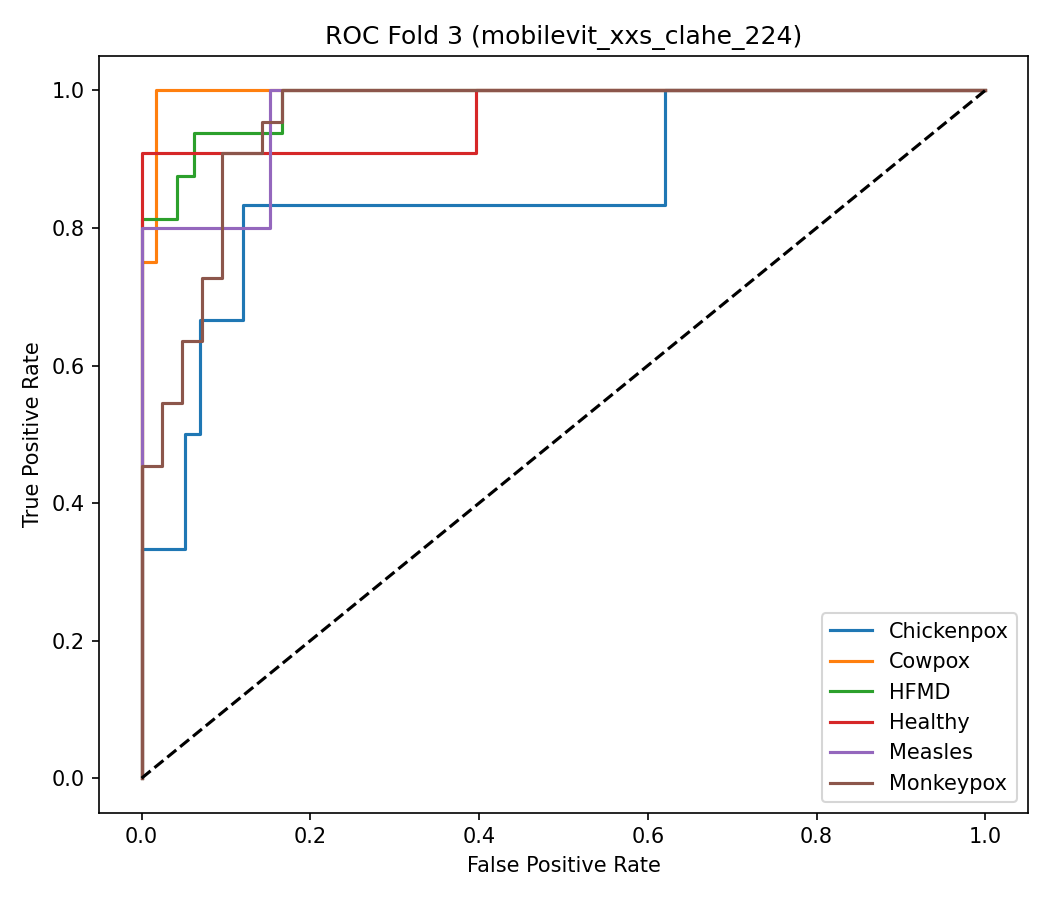 ROC Fold 3 (mobilevit_xxs_clahe_224)
1.0
0.8
0.6
0.4
0.2
0.0
True Positive Rate
0.0 0.2 0.4 0.6 0.8 1.0
False Positive Rate
Chickenpox
Cowpox
HFMD
Healthy
Measles
Monkeypox